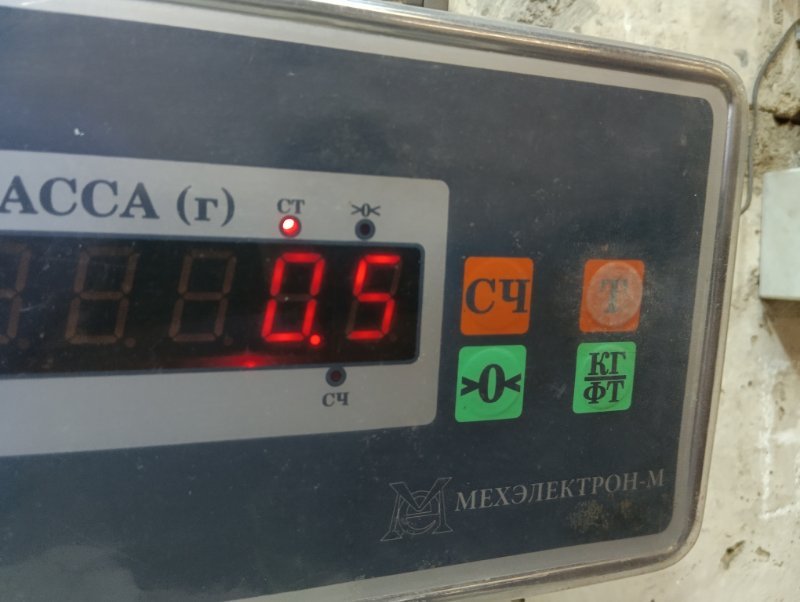 АССА (г)
СТ
>0<
0.5
СЧ
СЧ
Т
>0<
КГ
ФТ
МЕХЭЛЕКТРОН-М